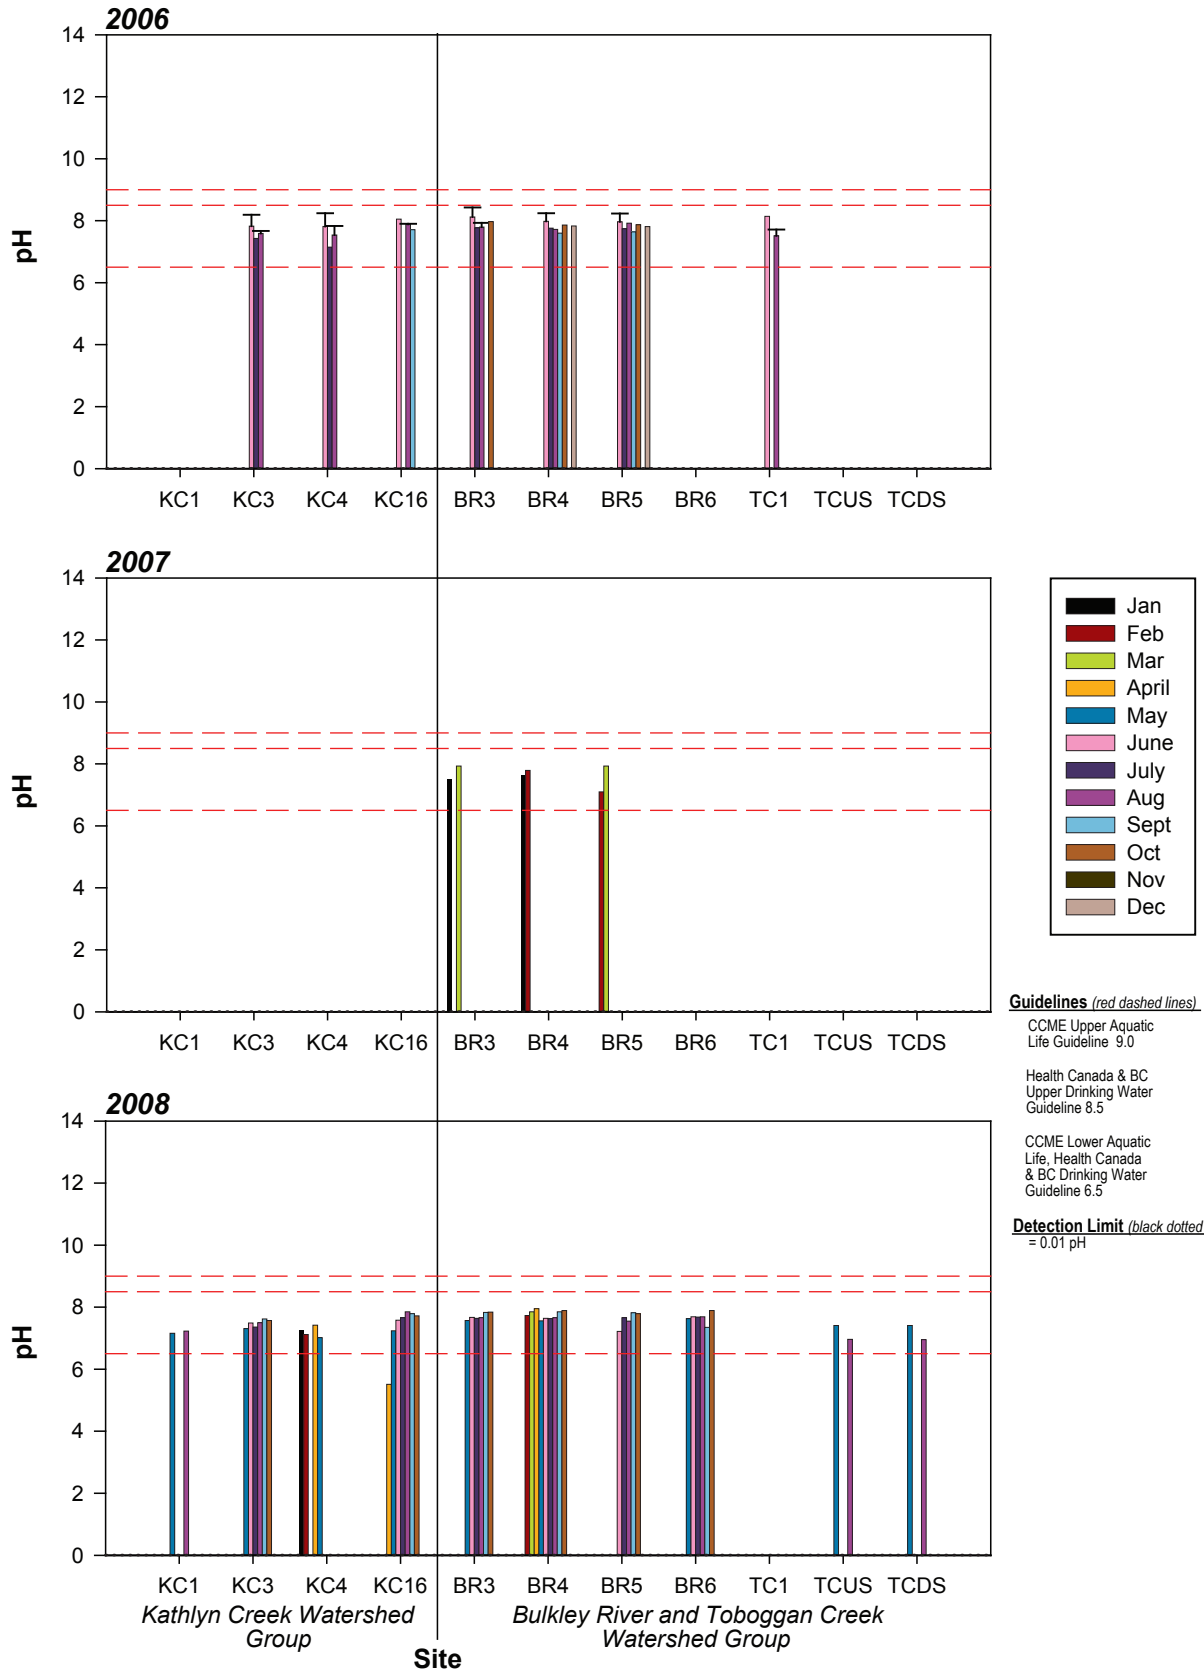 2006
14
12
10
8
6
4
2
0
pH
KC1 KC3 KC4 KC16 BR3 BR4 BR5 BR6 TC1 TCUS TCDS
2007
14
12
10
8
6
4
2
0
pH
KC1 KC3 KC4 KC16 BR3 BR4 BR5 BR6 TC1 TCUS TCDS
Jan
Feb
Mar
April
May
June
July
Aug
Sept
Oct
Nov
Dec
Guidelines (red dashed lines)
CCME Upper Aquatic
Life Guideline 9.0
Health Canada & BC
Upper Drinking Water
Guideline 8.5
CCME Lower Aquatic
Life, Health Canada
& BC Drinking Water
Guideline 6.5
Detection Limit (black dotted
= 0.01 pH
2008
14
12
10
8
6
4
2
0
pH
KC1 KC3 KC4 KC16 BR3 BR4 BR5 BR6 TC1 TCUS TCDS
Kathlyn Creek Watershed
Group
Bulkley River and Toboggan Creek
Watershed Group
Site